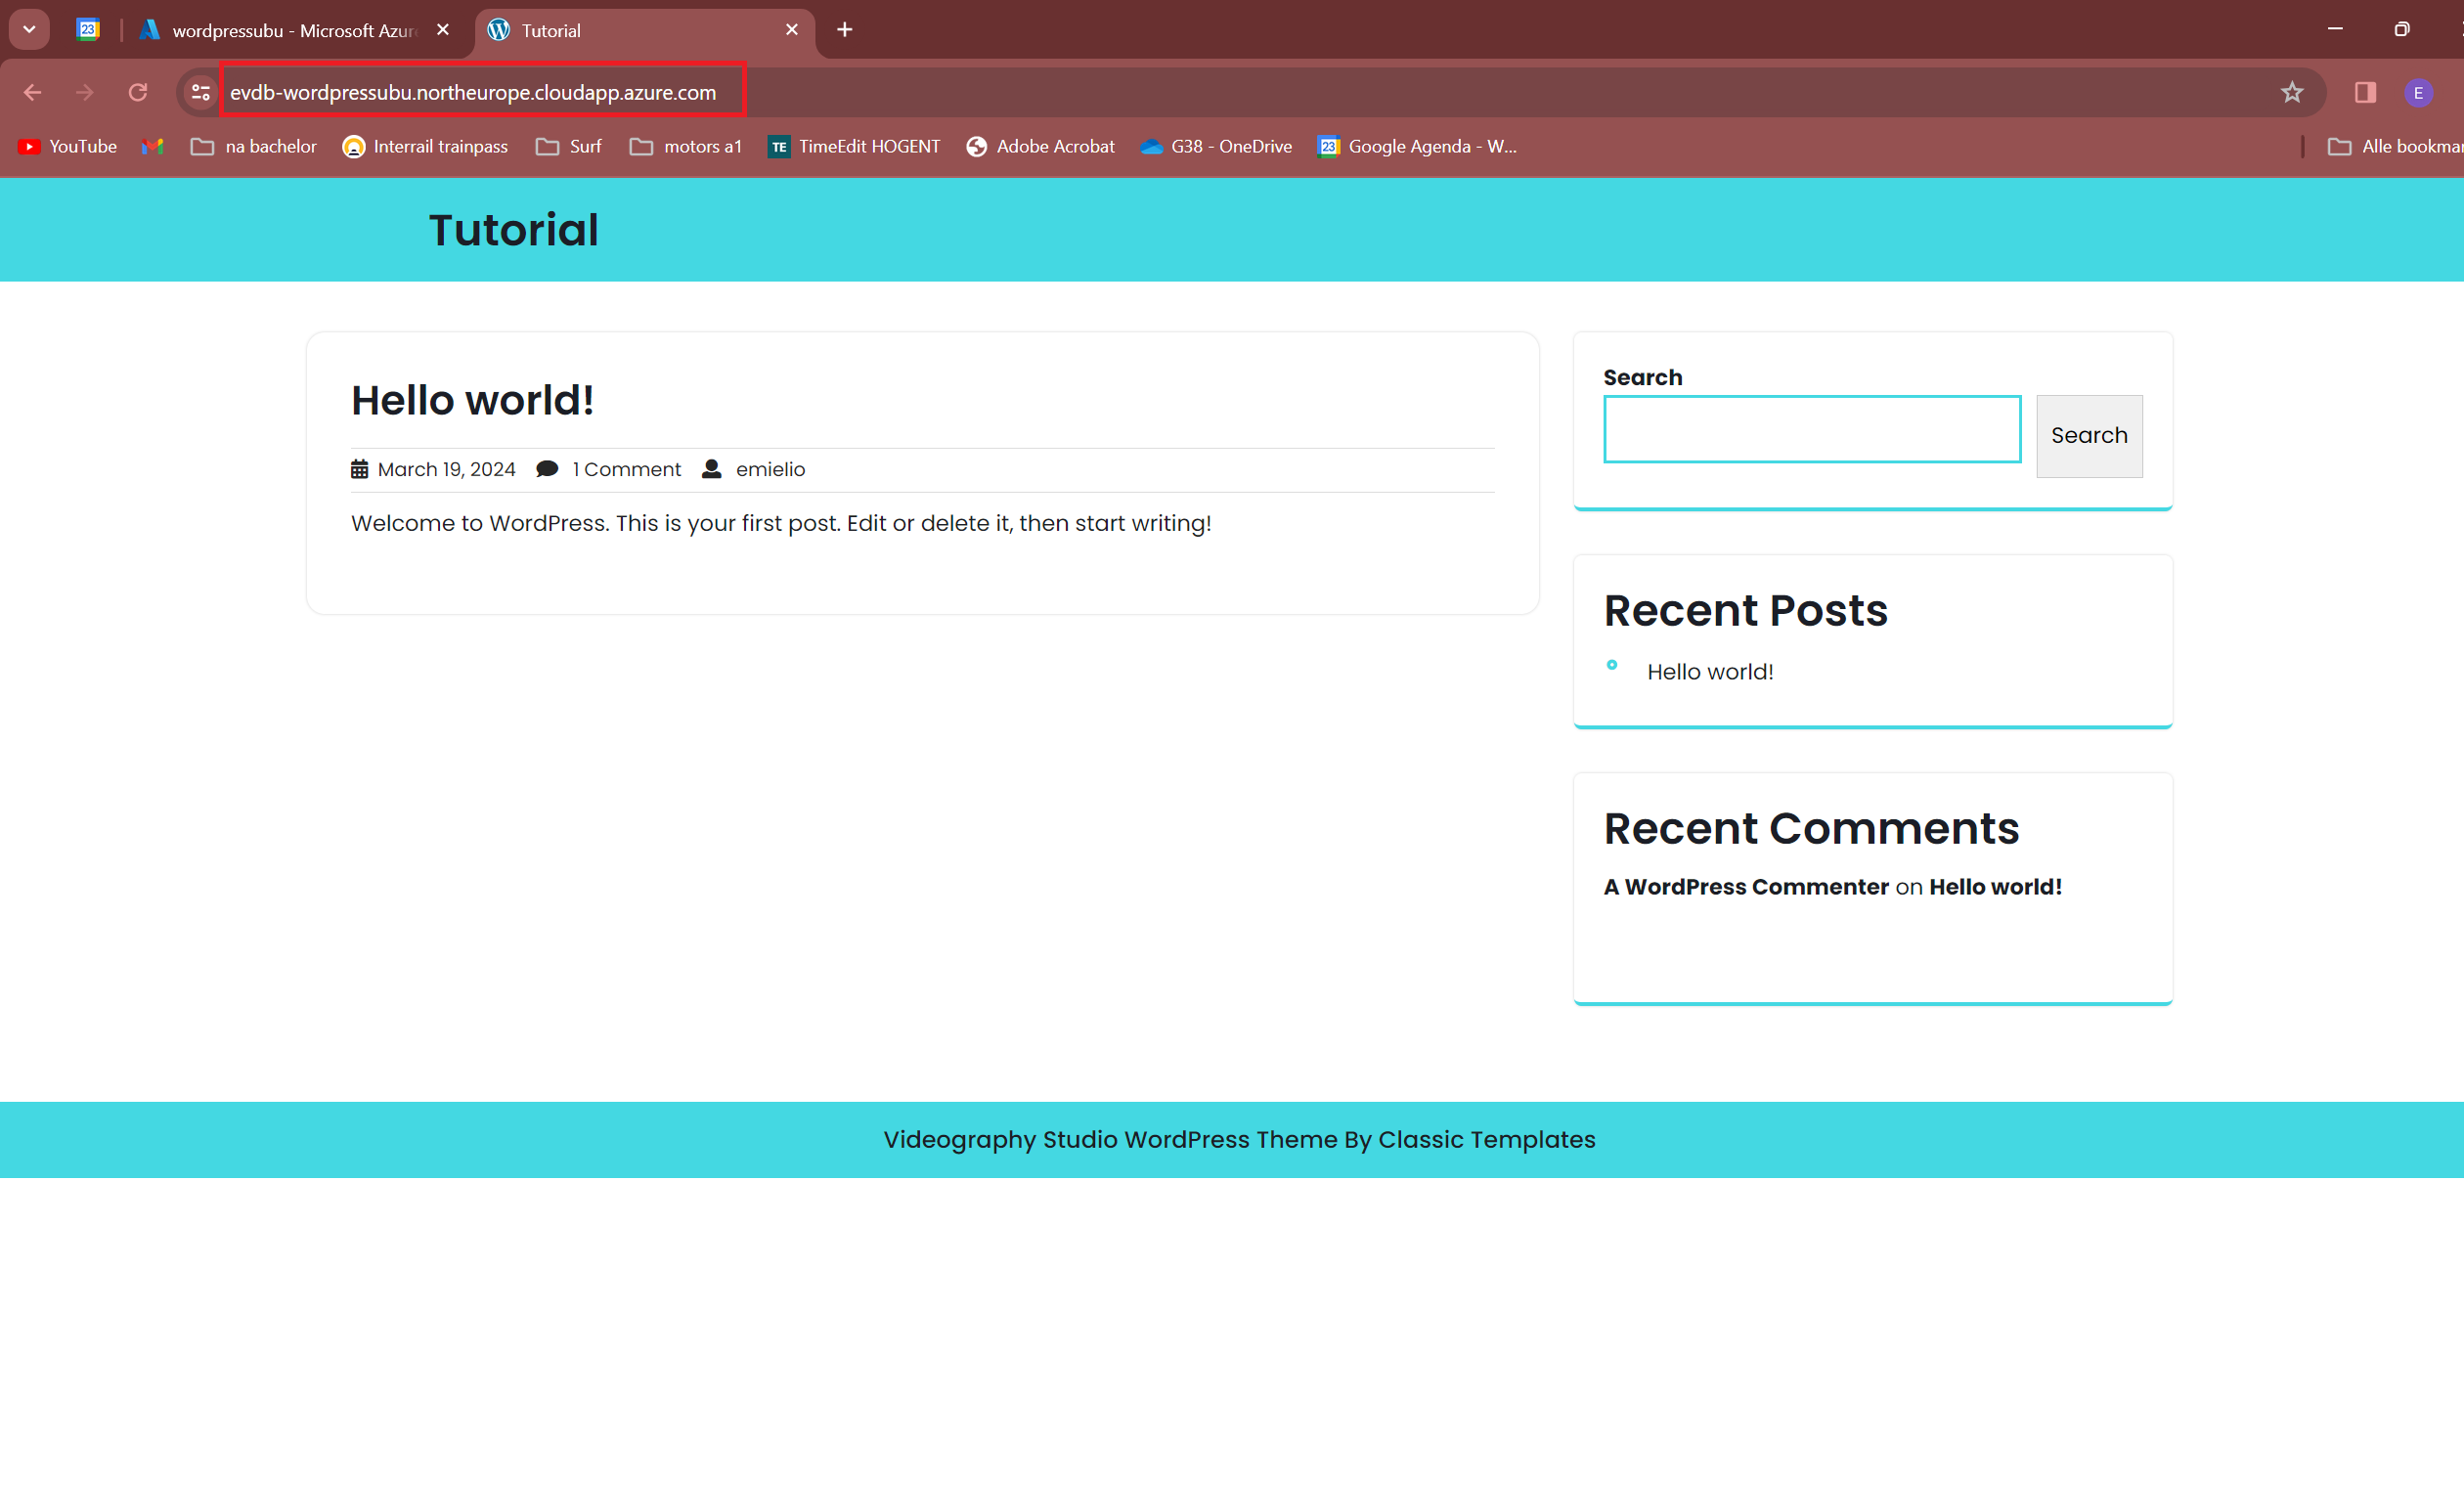 23 wordpressubu - Microsoft Azur Tutorial
evdb-wordpressubu.northeurope.cloudapp.azure.com E
YouTube na bachelor Interrail trainpass Surf motors a1 TE TimeEdit HOGENT Adobe Acrobat G38 - OneDrive 23 Google Agenda - W... Alle bookmar
Tutorial
Hello world!
March 19, 2024 1 Comment emielio
Welcome to WordPress. This is your first post. Edit or delete it, then start writing!
Search
Search
Recent Posts
Hello world!
Recent Comments
A WordPress Commenter on Hello world!
Videography Studio WordPress Theme By Classic Templates